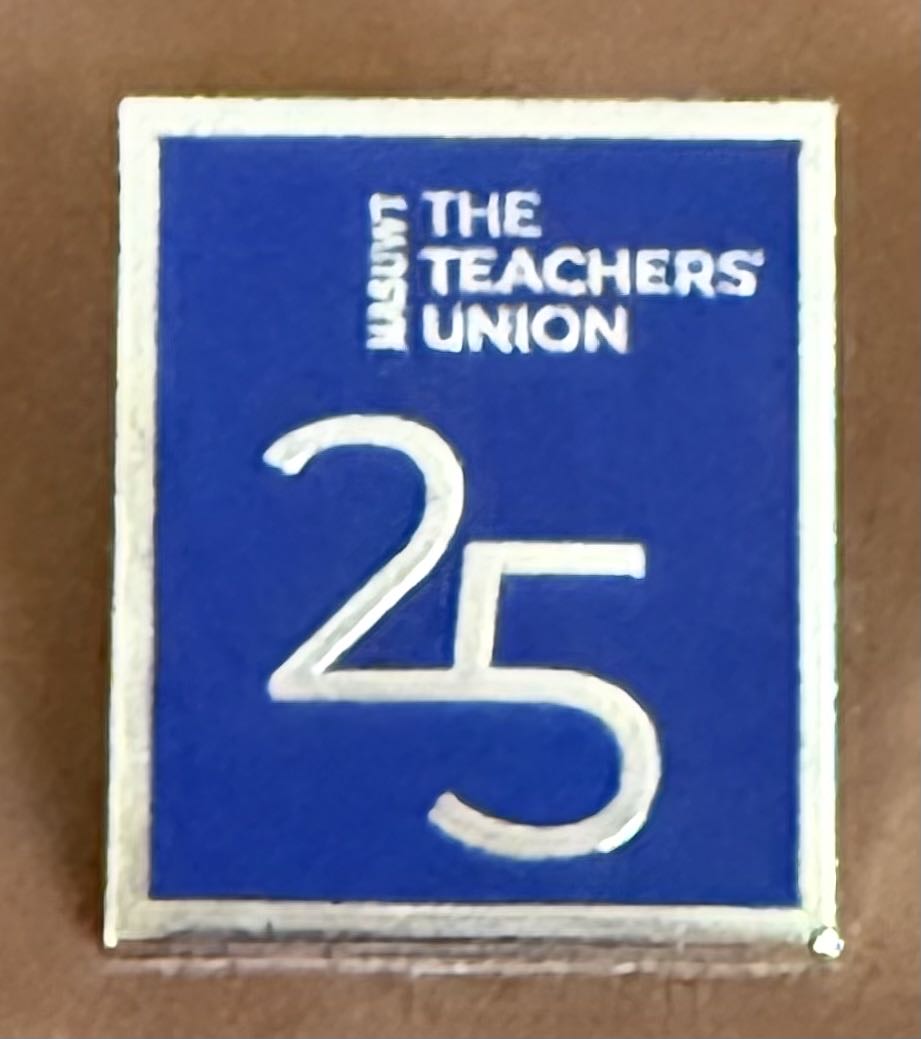 NASUWT
THE
TEACHERS'
UNION
25